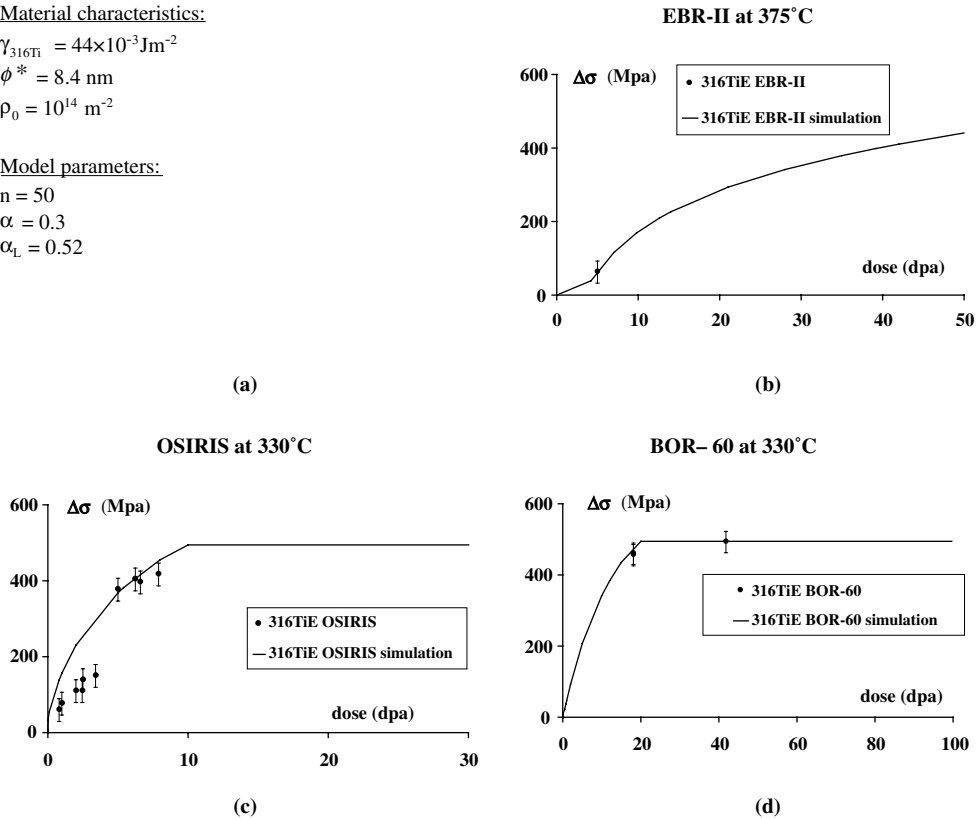 Material characteristics:
γ316Ti = 44×10-3Jm-2
ϕ* = 8.4 nm
ρ0 = 1014 m-2
Model parameters:
n = 50
α = 0.3
αL = 0.52
(a)
EBR-II at 375˚C
600
Δσ (Mpa)
316TiE EBR-II
316TiE EBR-II simulation
400
200
dose (dpa)
0
0 10 20 30 40 50
(b)
OSIRIS at 330˚C
600
Δσ (Mpa)
400
316TiE OSIRIS
316TiE OSIRIS simulation
200
dose (dpa)
0
0 10 20 30
(c)
BOR– 60 at 330˚C
600
Δσ (Mpa)
400
316TiE BOR-60
316TiE BOR-60 simulation
200
dose (dpa)
0
0 20 40 60 80 100
(d)